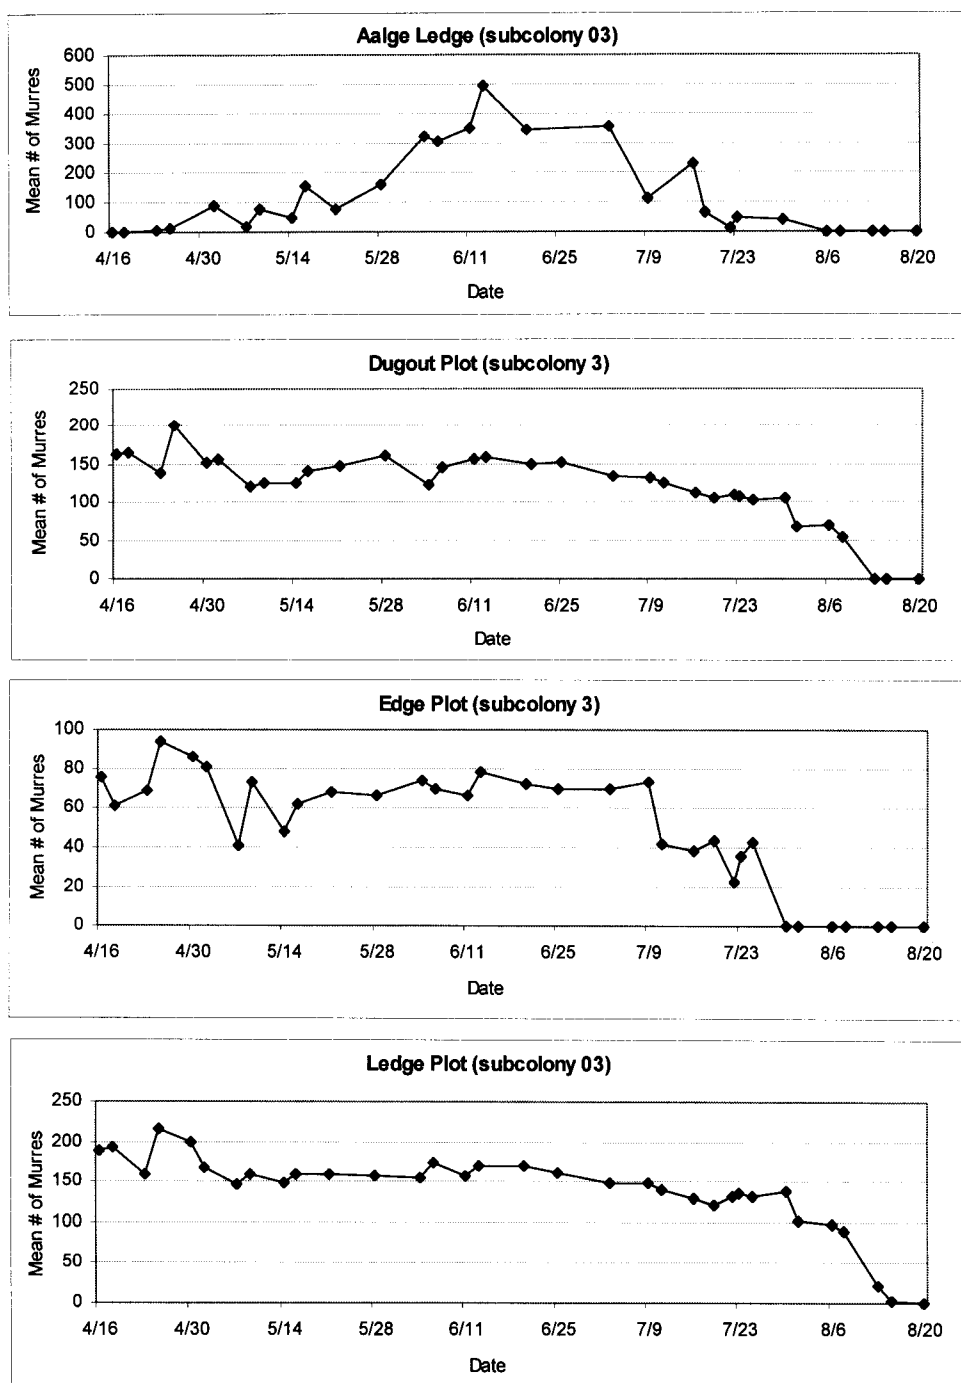 Aalge Ledge (subcolony 03)
600
500
400
300
200
100
0
Mean # of Murres
4/16 4/30 5/14 5/28 6/11 6/25 7/9 7/23 8/6 8/20
Date
Dugout Plot (subcolony 3)
250
200
150
100
50
0
Mean # of Murres
4/16 4/30 5/14 5/28 6/11 6/25 7/9 7/23 8/6 8/20
Date
Edge Plot (subcolony 3)
100
80
60
40
20
0
Mean # of Murres
4/16 4/30 5/14 5/28 6/11 6/25 7/9 7/23 8/6 8/20
Date
Ledge Plot (subcolony 03)
250
200
150
100
50
0
Mean # of Murres
4/16 4/30 5/14 5/28 6/11 6/25 7/9 7/23 8/6 8/20
Date